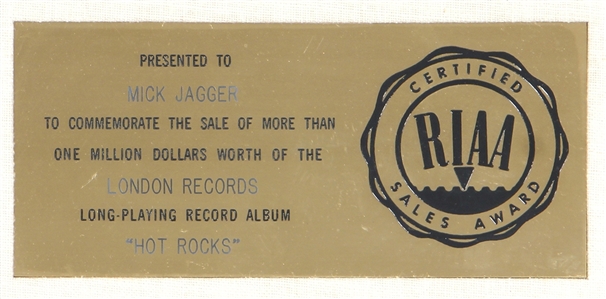 PRESENTED TO
MICK JAGGER
TO COMMEMORATE THE SALE OF MORE THAN
ONE MILLION DOLLARS WORTH OF THE
LONDON RECORDS
LONG-PLAYING RECORD ALBUM
"HOT ROCKS"
CERTIFIED
RIAA
SALES AWARD